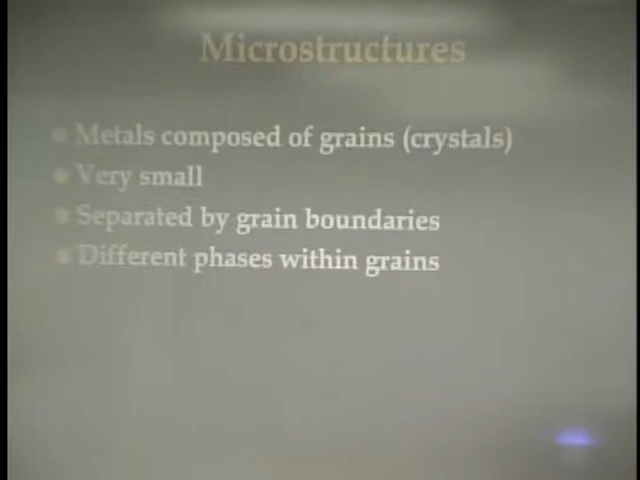 Microstructures
Metals composed of grains (crystals)
Very small
Separated by grain boundaries
Different phases within grains